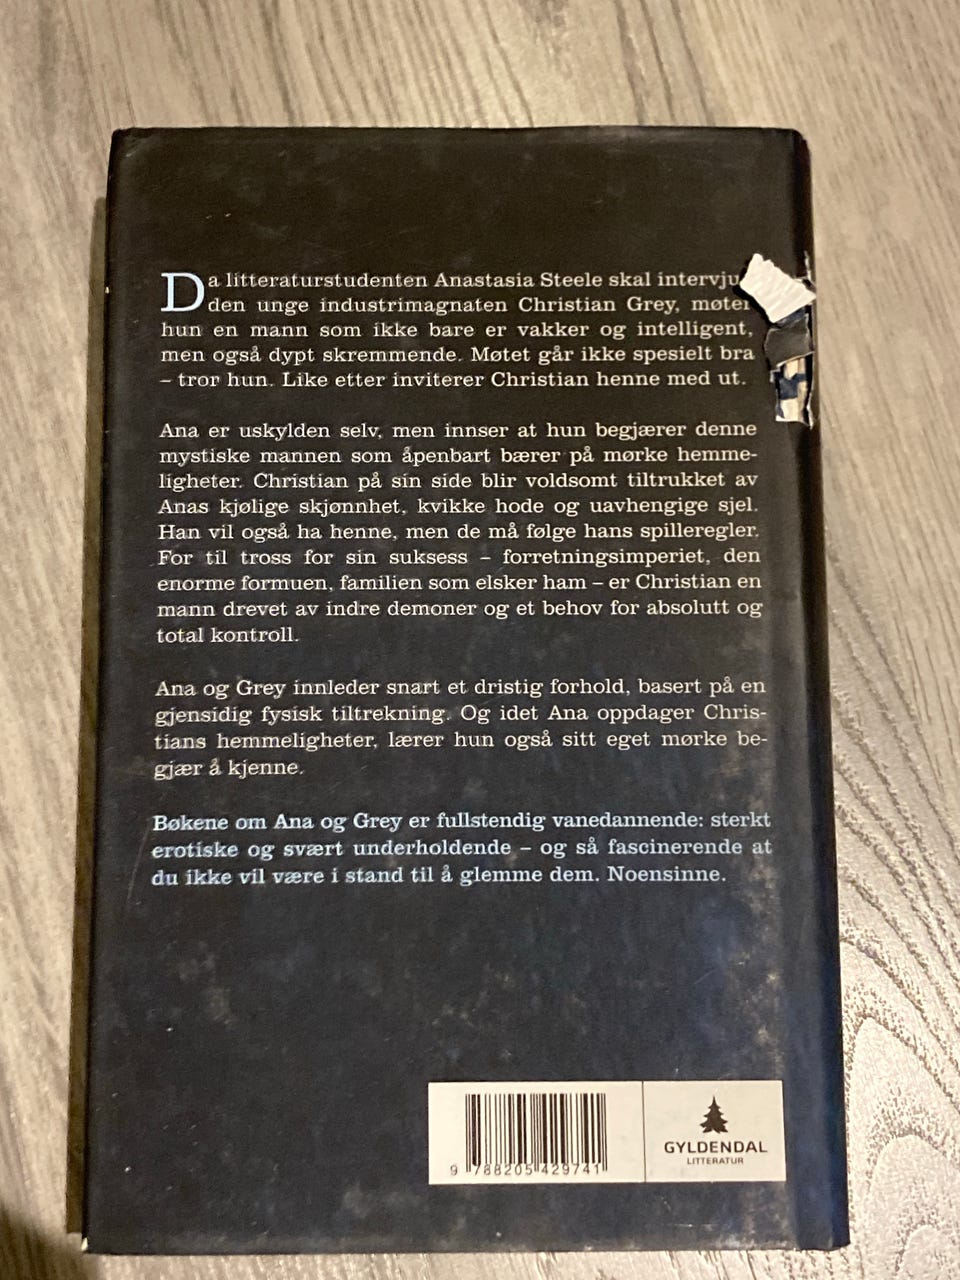 Da litteraturstudenten Anastasia Steele skal intervju
den unge industrimagnaten Christian Grey, møter
hun en mann som ikke bare er vakker og intelligent,
men også dypt skremmende. Møtet går ikke spesielt bra
– tror hun. Like etter inviterer Christian henne med ut.
Ana er uskylden selv, men innser at hun begjærer denne
mystiske mannen som åpenbart bærer på mørke hemme-
ligheter. Christian på sin side blir voldsomt tiltrukket av
Anas kjølige skjønnhet, kvikke hode og uavhengige sjel.
Han vil også ha henne, men de må følge hans spilleregler.
For til tross for sin suksess – forretningsimperiet, den
enorme formuen, familien som elsker ham – er Christian en
mann drevet av indre demoner og et behov for absolutt og
total kontroll.
Ana og Grey innleder snart et dristig forhold, basert på en
gjensidig fysisk tiltrekning. Og idet Ana oppdager Chris-
tians hemmeligheter, lærer hun også sitt eget mørke be-
gjær å kjenne.
Bøkene om Ana og Grey er fullstendig vanedannende: sterkt
erotiske og svært underholdende – og så fascinerende at
du ikke vil være i stand til å glemme dem. Noensinne.
9 788205 429741
GYLDENDAL
LITTERATUR